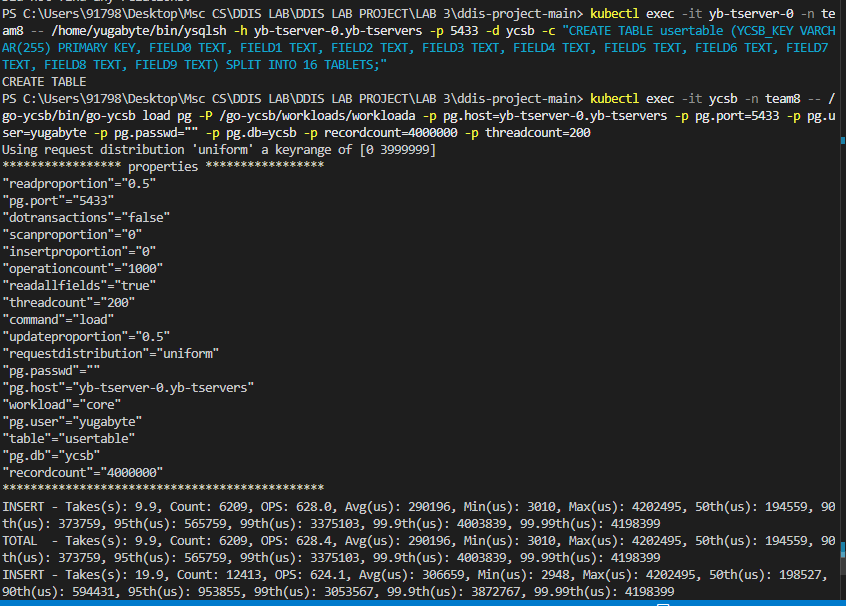 PS C:\Users\91798\Desktop\Msc CS\DDIS LAB\DDIS LAB PROJECT\LAB 3\ddis-project-main> kubectl exec -it yb-tserver-0 -n te
am8 -- /home/yugabyte/bin/ysqlsh -h yb-tserver-0.yb-tservers -p 5433 -d ycsb -c "CREATE TABLE usertable (YCSB_KEY VARCH
AR(255) PRIMARY KEY, FIELD0 TEXT, FIELD1 TEXT, FIELD2 TEXT, FIELD3 TEXT, FIELD4 TEXT, FIELD5 TEXT, FIELD6 TEXT, FIELD7
TEXT, FIELD8 TEXT, FIELD9 TEXT) SPLIT INTO 16 TABLETS;"
CREATE TABLE
PS C:\Users\91798\Desktop\Msc CS\DDIS LAB\DDIS LAB PROJECT\LAB 3\ddis-project-main> kubectl exec -it ycsb -n team8 -- /
go-ycsb/bin/go-ycsb load pg -P /go-ycsb/workloads/workloada -p pg.host=yb-tserver-0.yb-tservers -p pg.port=5433 -p pg.u
ser=yugabyte -p pg.passwd="" -p pg.db=ycsb -p recordcount=4000000 -p threadcount=200
Using request distribution 'uniform' a keyrange of [0 3999999]
***************** properties *****************
"readproportion"="0.5"
"pg.port"="5433"
"dotransactions"="false"
"scanproportion"="0"
"insertproportion"="0"
"operationcount"="1000"
"readallfields"="true"
"threadcount"="200"
"command"="load"
"updateproportion"="0.5"
"requestdistribution"="uniform"
"pg.passwd"=""
"pg.host"="yb-tserver-0.yb-tservers"
"workload"="core"
"pg.user"="yugabyte"
"table"="usertable"
"pg.db"="ycsb"
"recordcount"="4000000"
**********************************************
INSERT - Takes(s): 9.9, Count: 6209, OPS: 628.0, Avg(us): 290196, Min(us): 3010, Max(us): 4202495, 50th(us): 194559, 90
th(us): 373759, 95th(us): 565759, 99th(us): 3375103, 99.9th(us): 4003839, 99.99th(us): 4198399
TOTAL  - Takes(s): 9.9, Count: 6209, OPS: 628.4, Avg(us): 290196, Min(us): 3010, Max(us): 4202495, 50th(us): 194559, 90
th(us): 373759, 95th(us): 565759, 99th(us): 3375103, 99.9th(us): 4003839, 99.99th(us): 4198399
INSERT - Takes(s): 19.9, Count: 12413, OPS: 624.1, Avg(us): 306659, Min(us): 2948, Max(us): 4202495, 50th(us): 198527,
90th(us): 594431, 95th(us): 953855, 99th(us): 3053567, 99.9th(us): 3872767, 99.99th(us): 4198399